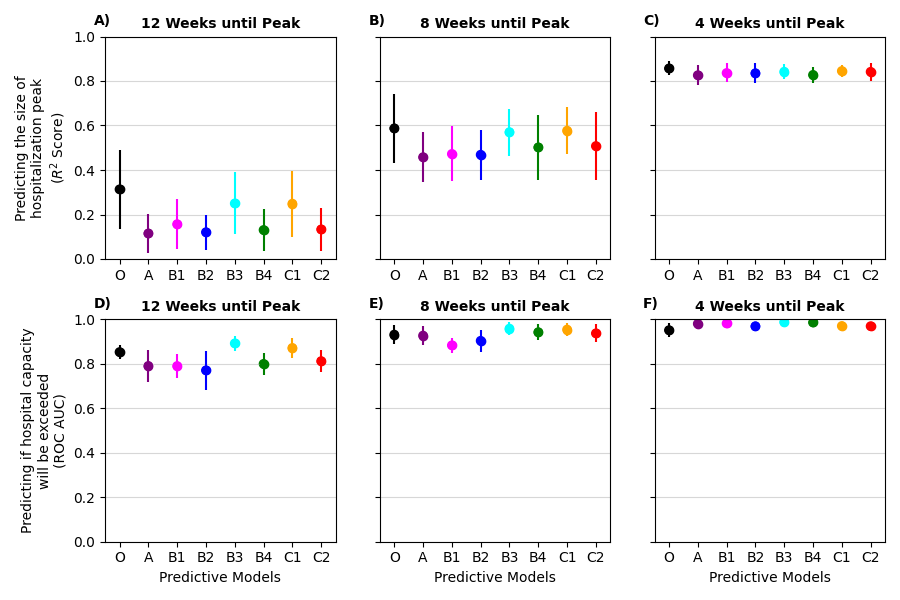 A) 12 Weeks until Peak
B) 8 Weeks until Peak
C) 4 Weeks until Peak
Predicting the size of
hospitalization peak
(R² Score)
1.0
0.8
0.6
0.4
0.2
0.0
O A B1 B2 B3 B4 C1 C2
O A B1 B2 B3 B4 C1 C2
O A B1 B2 B3 B4 C1 C2
D) 12 Weeks until Peak
E) 8 Weeks until Peak
F) 4 Weeks until Peak
Predicting if hospital capacity
will be exceeded
(ROC AUC)
1.0
0.8
0.6
0.4
0.2
0.0
O A B1 B2 B3 B4 C1 C2
O A B1 B2 B3 B4 C1 C2
O A B1 B2 B3 B4 C1 C2
Predictive Models
Predictive Models
Predictive Models